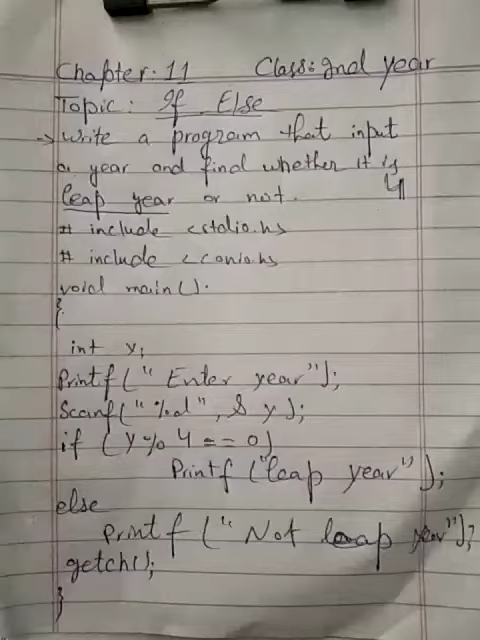 Chapter: 11 Class: 2nd year
Topic: If Else
→ Write a program that input
a year and find whether it is
leap year or not. 4
# include <stdio.h>
# include <conio.h>
void main().
{
int y;
Printf(" Enter year");
Scanf("%d", & y);
if (y % 4 == 0)
Printf ("leap year");
else
Printf (" Not leap year");
getch();
}